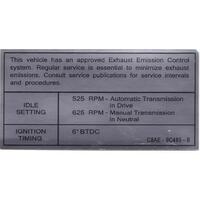 This vehicle has an approved Exhaust Emission Control
system. Regular service is essential to minimize exhaust
emissions. Consult service publications for service intervals
and procedures.
IDLE SETTING
525 RPM - Automatic Transmission
in Drive
625 RPM - Manual Transmission
in Neutral
IGNITION TIMING
6° BTDC
C8AE - 9C485 - B